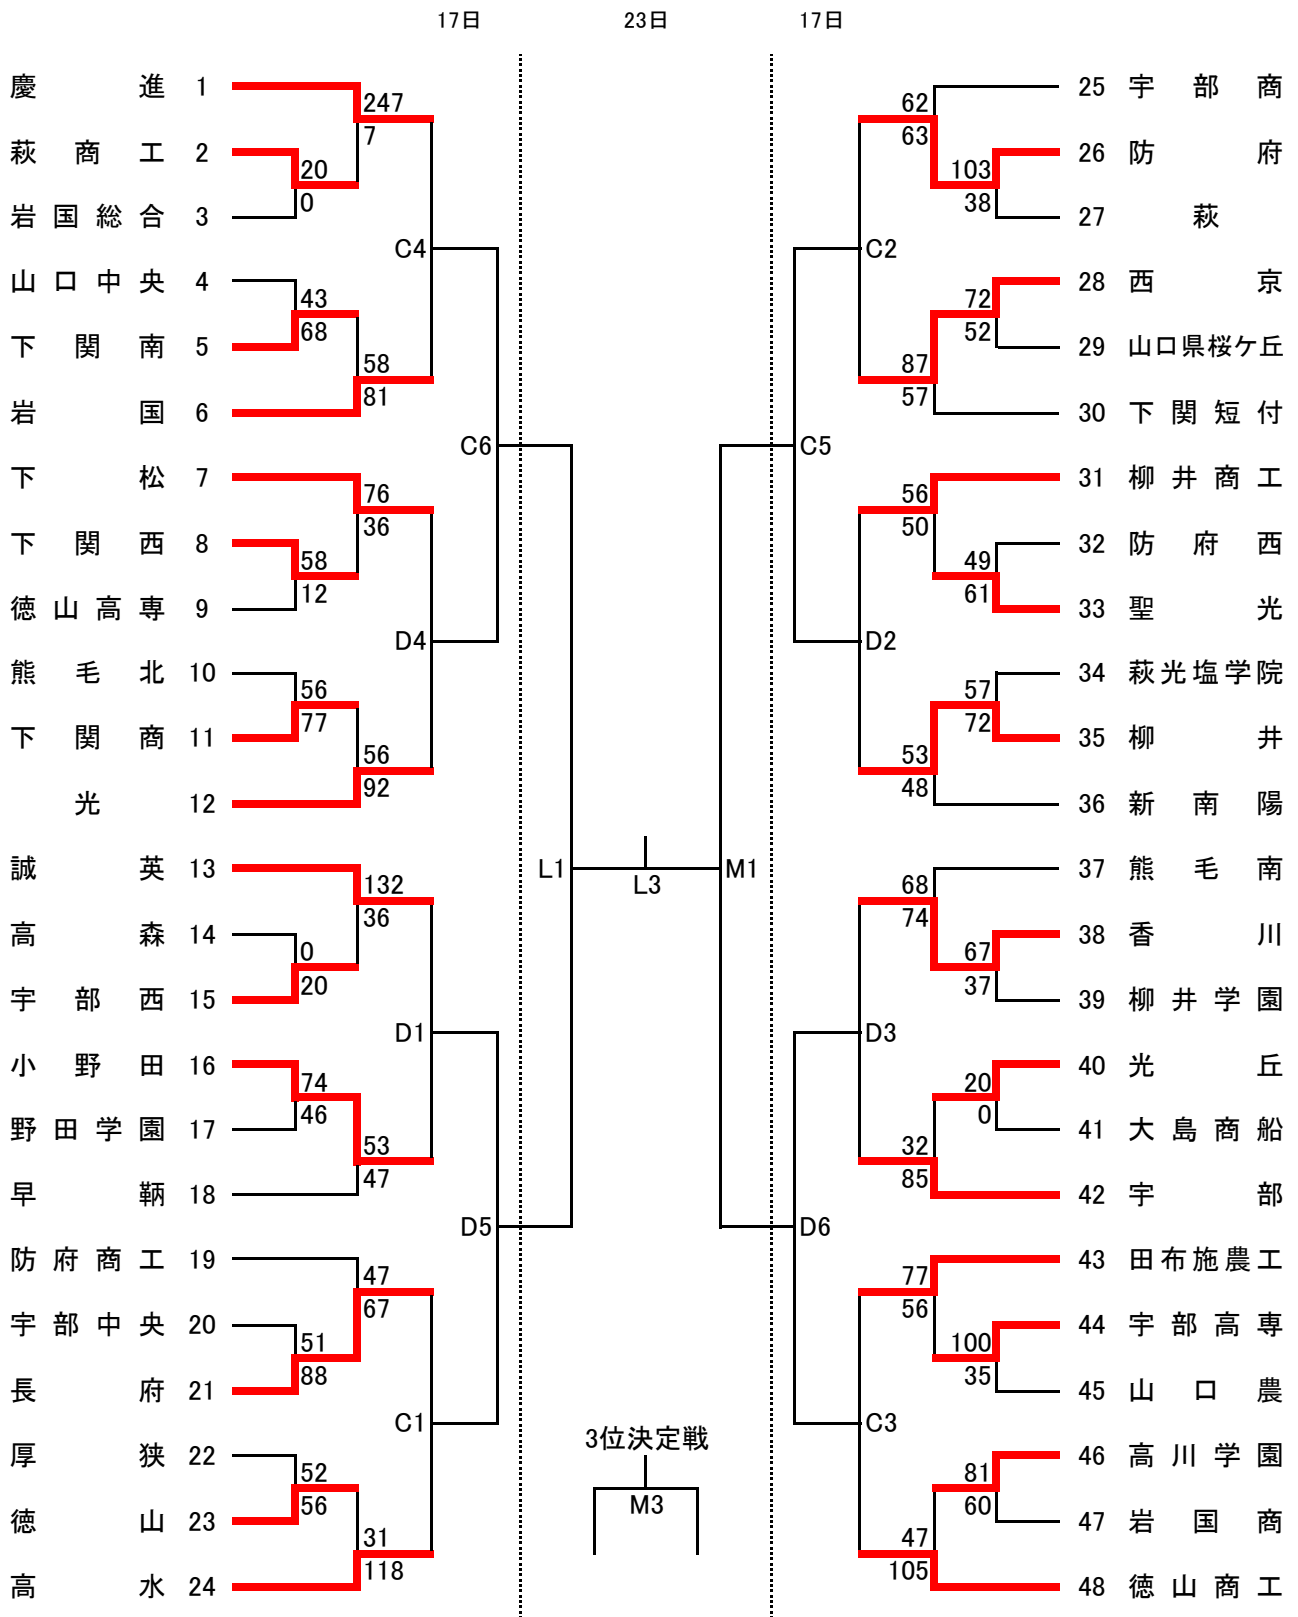 17日 23日 17日
慶進 1
247
7
萩商工 2
20
0
岩国総合 3
C4
山口中央 4
43
68
下関南 5
58
81
岩国 6
C6
下松 7
76
36
下関西 8
58
12
徳山高専 9
D4
熊毛北 10
56
77
下関商 11
56
92
光 12
誠英 13
132
36
高森 14
0
20
宇部西 15
D1
小野田 16
74
46
野田学園 17
53
47
早鞆 18
D5
防府商工 19
47
67
宇部中央 20
51
88
長府 21
C1
厚狭 22
52
56
徳山 23
31
118
高水 24
L1
L3
M1
3位決定戦
M3
25 宇部商
62
63
26 防府
103
38
27 萩
C2
28 西京
72
52
29 山口県桜ケ丘
87
57
30 下関短付
C5
31 柳井商工
56
50
32 防府西
49
61
33 聖光
D2
34 萩光塩学院
57
72
35 柳井
53
48
36 新南陽
37 熊毛南
68
74
38 香川
67
37
39 柳井学園
D3
40 光丘
20
0
41 大島商船
32
85
42 宇部
D6
43 田布施農工
77
56
44 宇部高専
100
35
45 山口農
C3
46 高川学園
81
60
47 岩国商
47
105
48 徳山商工